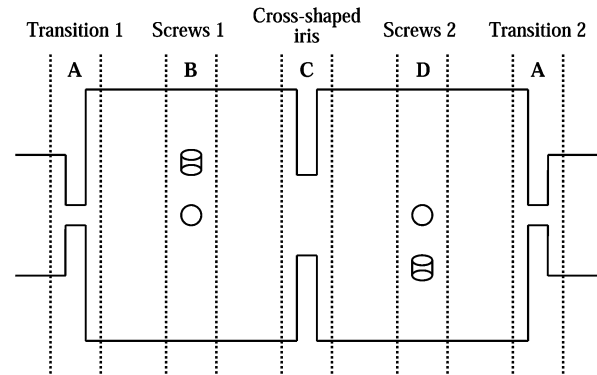 Transition 1
Screws 1
Cross-shaped
iris
Screws 2
Transition 2
A
B
C
D
A